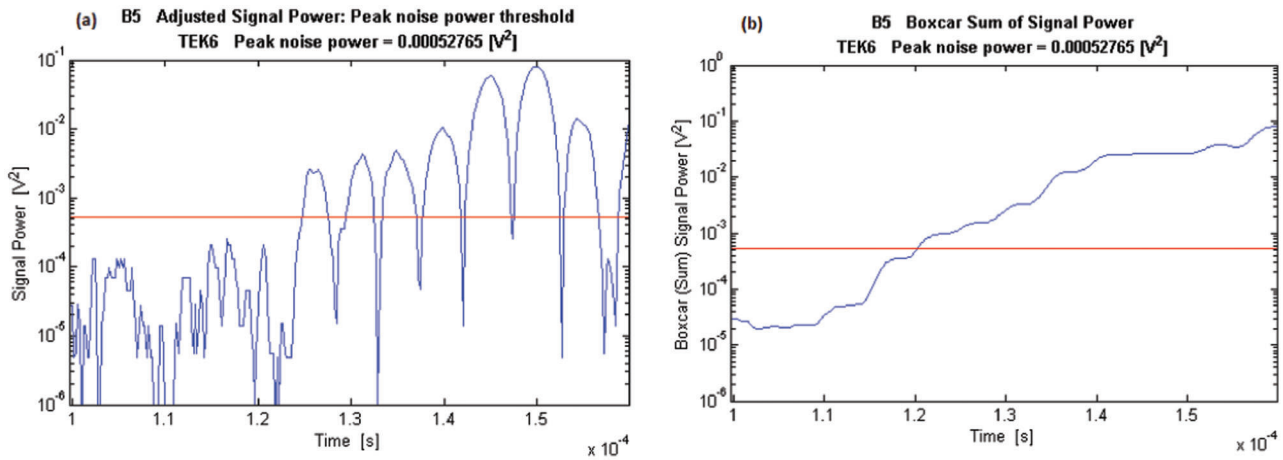 (a) B5 Adjusted Signal Power: Peak noise power threshold
TEK6 Peak noise power = 0.00052765 [V²]
Signal Power [V²]
10⁻¹
10⁻²
10⁻³
10⁻⁴
10⁻⁵
10⁻⁶
1 1.1 1.2 1.3 1.4 1.5
Time [s]
x 10⁻⁴
(b) B5 Boxcar Sum of Signal Power
TEK6 Peak noise power = 0.00052765 [V²]
Boxcar (Sum) Signal Power [V²]
10⁰
10⁻¹
10⁻²
10⁻³
10⁻⁴
10⁻⁵
10⁻⁶
1 1.1 1.2 1.3 1.4 1.5
Time [s]
x 10⁻⁴